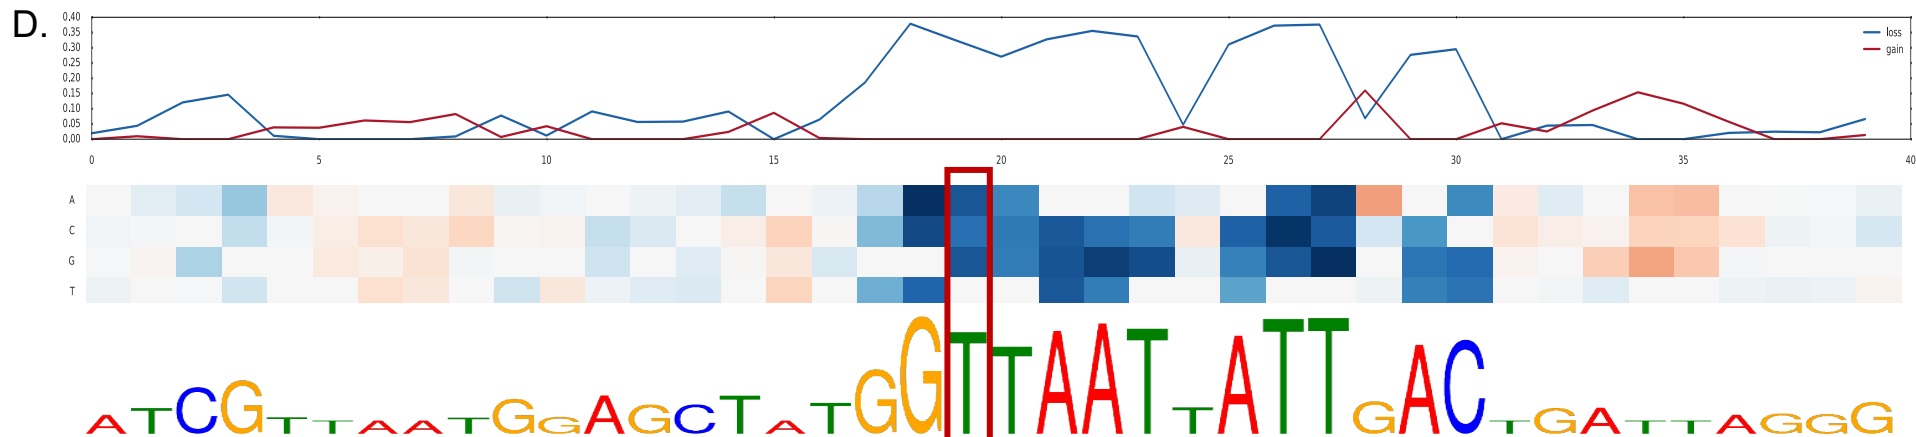 D.
0.40
0.35
0.30
0.25
0.20
0.15
0.10
0.05
0.00
loss
gain
0 5 10 15 20 25 30 35 40
A
C
G
T
ATCGTTAATGGAGCTATGGTTAATTATTGACTGATTAGGG